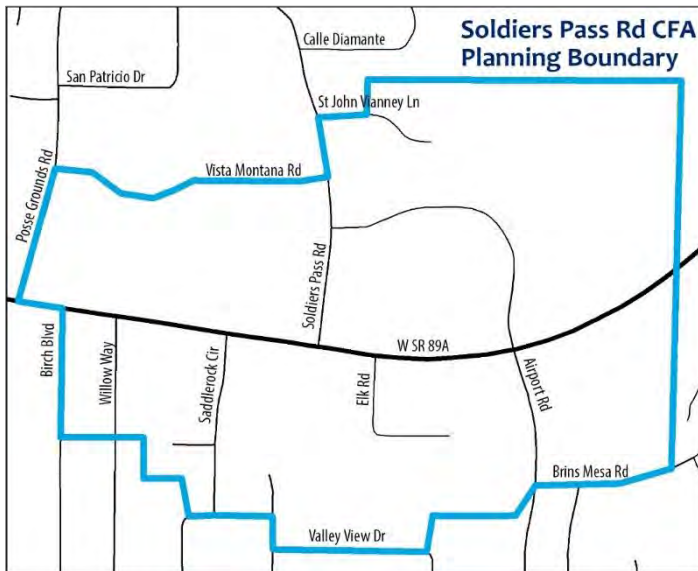 Soldiers Pass Rd CFA
Planning Boundary
Calle Diamante
San Patricio Dr
St John Vianney Ln
Vista Montana Rd
Posse Grounds Rd
Soldiers Pass Rd
W SR 89A
Birch Blvd
Willow Way
Saddlerock Cir
Elk Rd
Airport Rd
Brins Mesa Rd
Valley View Dr